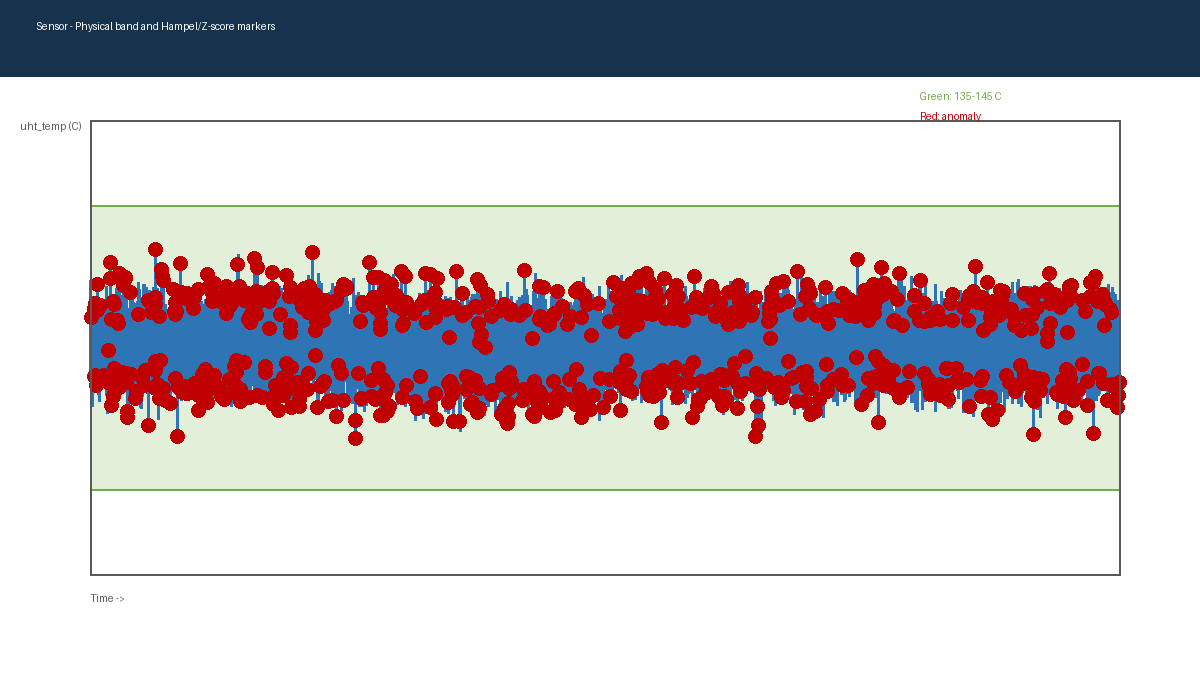 Sensor - Physical band and Hampel/Z-score markers
Green: 135-145 C
Red: anomaly
uht_temp (C)
Time ->